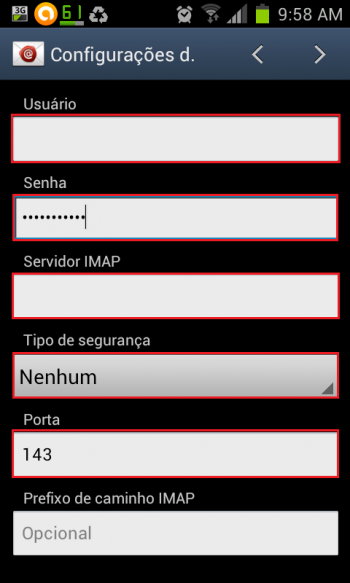 3G
61
9:58 AM
Configurações d.
Usuário
Senha
•••••••••••
Servidor IMAP
Tipo de segurança
Nenhum
Porta
143
Prefixo de caminho IMAP
Opcional